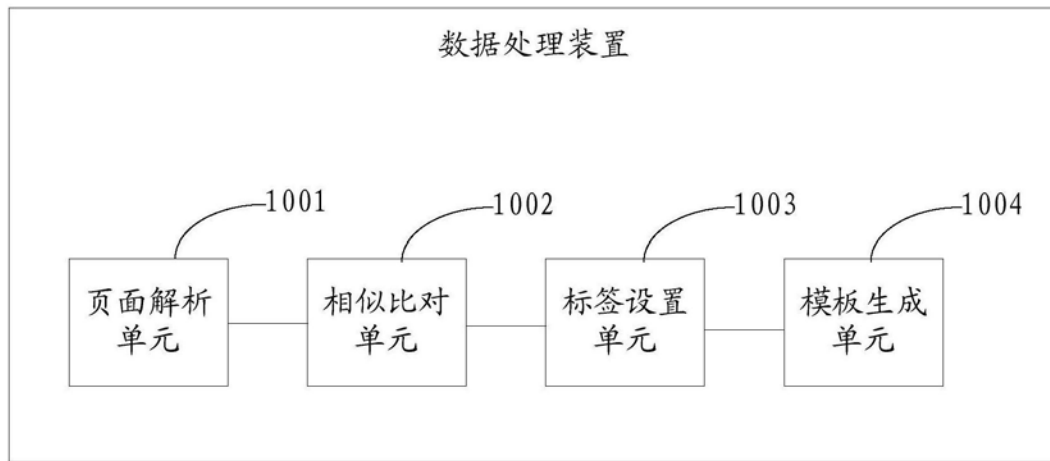 数据处理装置
1001
1002
1003
1004
页面解析
单元
相似比对
单元
标签设置
单元
模板生成
单元